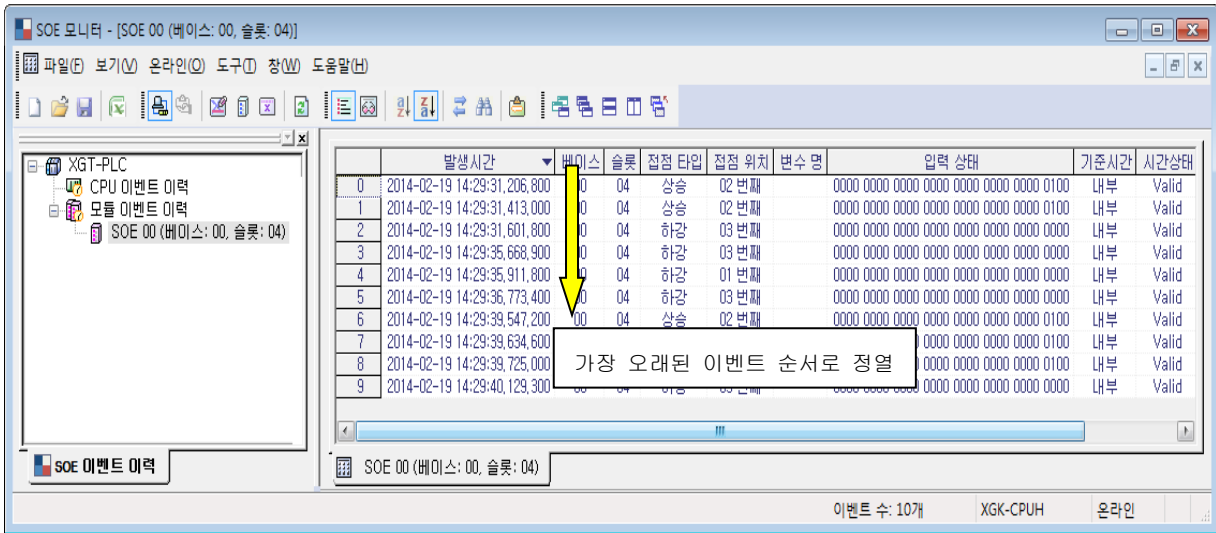 SOE 모니터 - [SOE 00 (베이스: 00, 슬롯: 04)]
파일(F) 보기(V) 온라인(O) 도구(T) 창(W) 도움말(H)
XGT-PLC
CPU 이벤트 이력
모듈 이벤트 이력
SOE 00 (베이스: 00, 슬롯: 04)
SOE 이벤트 이력
발생시간 베이스 슬롯 접점 타입 접점 위치 변수 명 입력 상태 기준시간 시간상태
0 2014-02-19 14:29:31,206,800 00 04 상승 02 번째 0000 0000 0000 0000 0000 0000 0000 0100 내부 Valid
1 2014-02-19 14:29:31,413,000 00 04 상승 02 번째 0000 0000 0000 0000 0000 0000 0000 0100 내부 Valid
2 2014-02-19 14:29:31,601,800 00 04 하강 03 번째 0000 0000 0000 0000 0000 0000 0000 0000 내부 Valid
3 2014-02-19 14:29:35,668,900 00 04 하강 03 번째 0000 0000 0000 0000 0000 0000 0000 0000 내부 Valid
4 2014-02-19 14:29:35,911,800 00 04 하강 01 번째 0000 0000 0000 0000 0000 0000 0000 0000 내부 Valid
5 2014-02-19 14:29:36,773,400 00 04 하강 03 번째 0000 0000 0000 0000 0000 0000 0000 0000 내부 Valid
6 2014-02-19 14:29:39,547,200 00 04 상승 02 번째 0000 0000 0000 0000 0000 0000 0000 0100 내부 Valid
7 2014-02-19 14:29:39,634,600 0000 0000 0000 0100 내부 Valid
8 2014-02-19 14:29:39,725,000 0000 0000 0000 0100 내부 Valid
9 2014-02-19 14:29:40,129,300 0000 0000 0000 0000 내부 Valid
가장 오래된 이벤트 순서로 정열
SOE 00 (베이스: 00, 슬롯: 04)
이벤트 수: 10개 XGK-CPUH 온라인